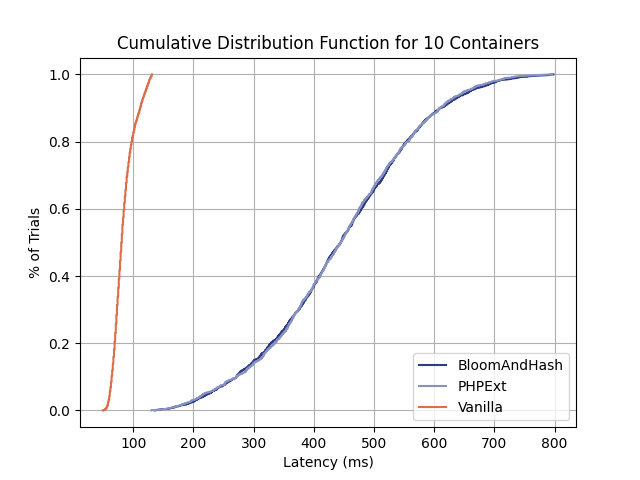 Cumulative Distribution Function for 10 Containers
1.0
0.8
0.6
0.4
0.2
0.0
% of Trials
BloomAndHash
PHPExt
Vanilla
100 200 300 400 500 600 700 800
Latency (ms)